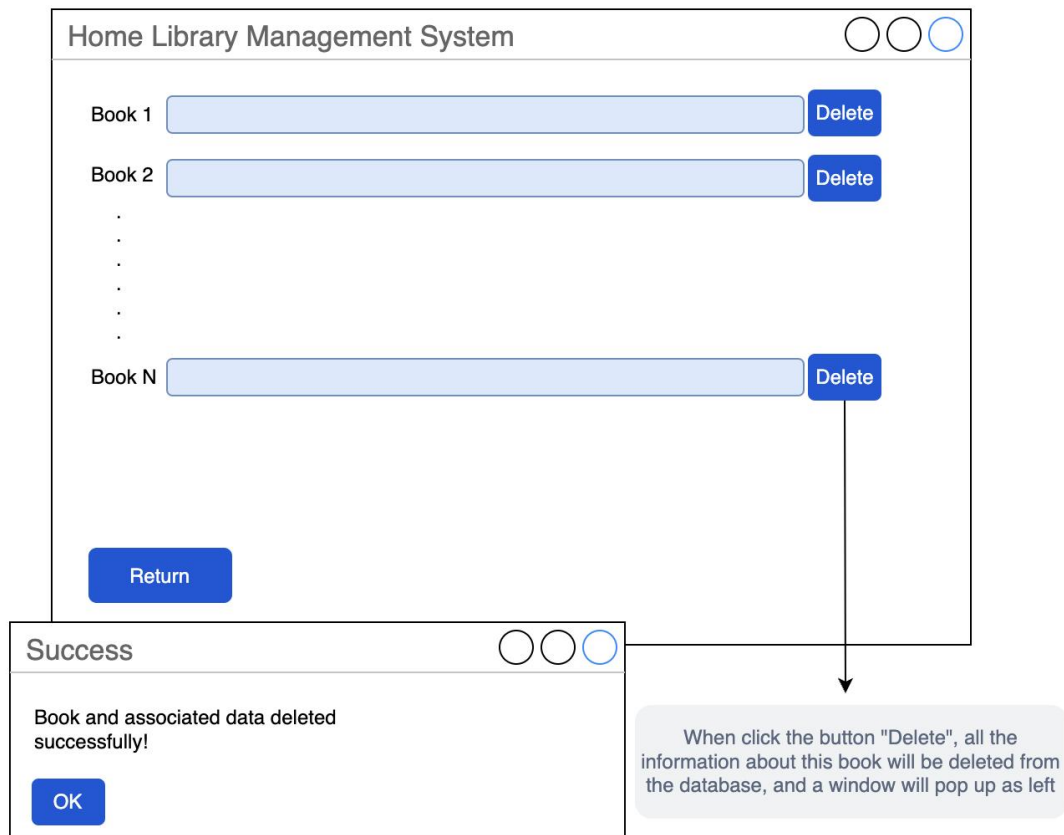 Home Library Management System
Book 1
Delete
Book 2
Delete
.
.
.
.
.
.
Book N
Delete
Return
Success
Book and associated data deleted
successfully!
OK
When click the button "Delete", all the
information about this book will be deleted from
the database, and a window will pop up as left